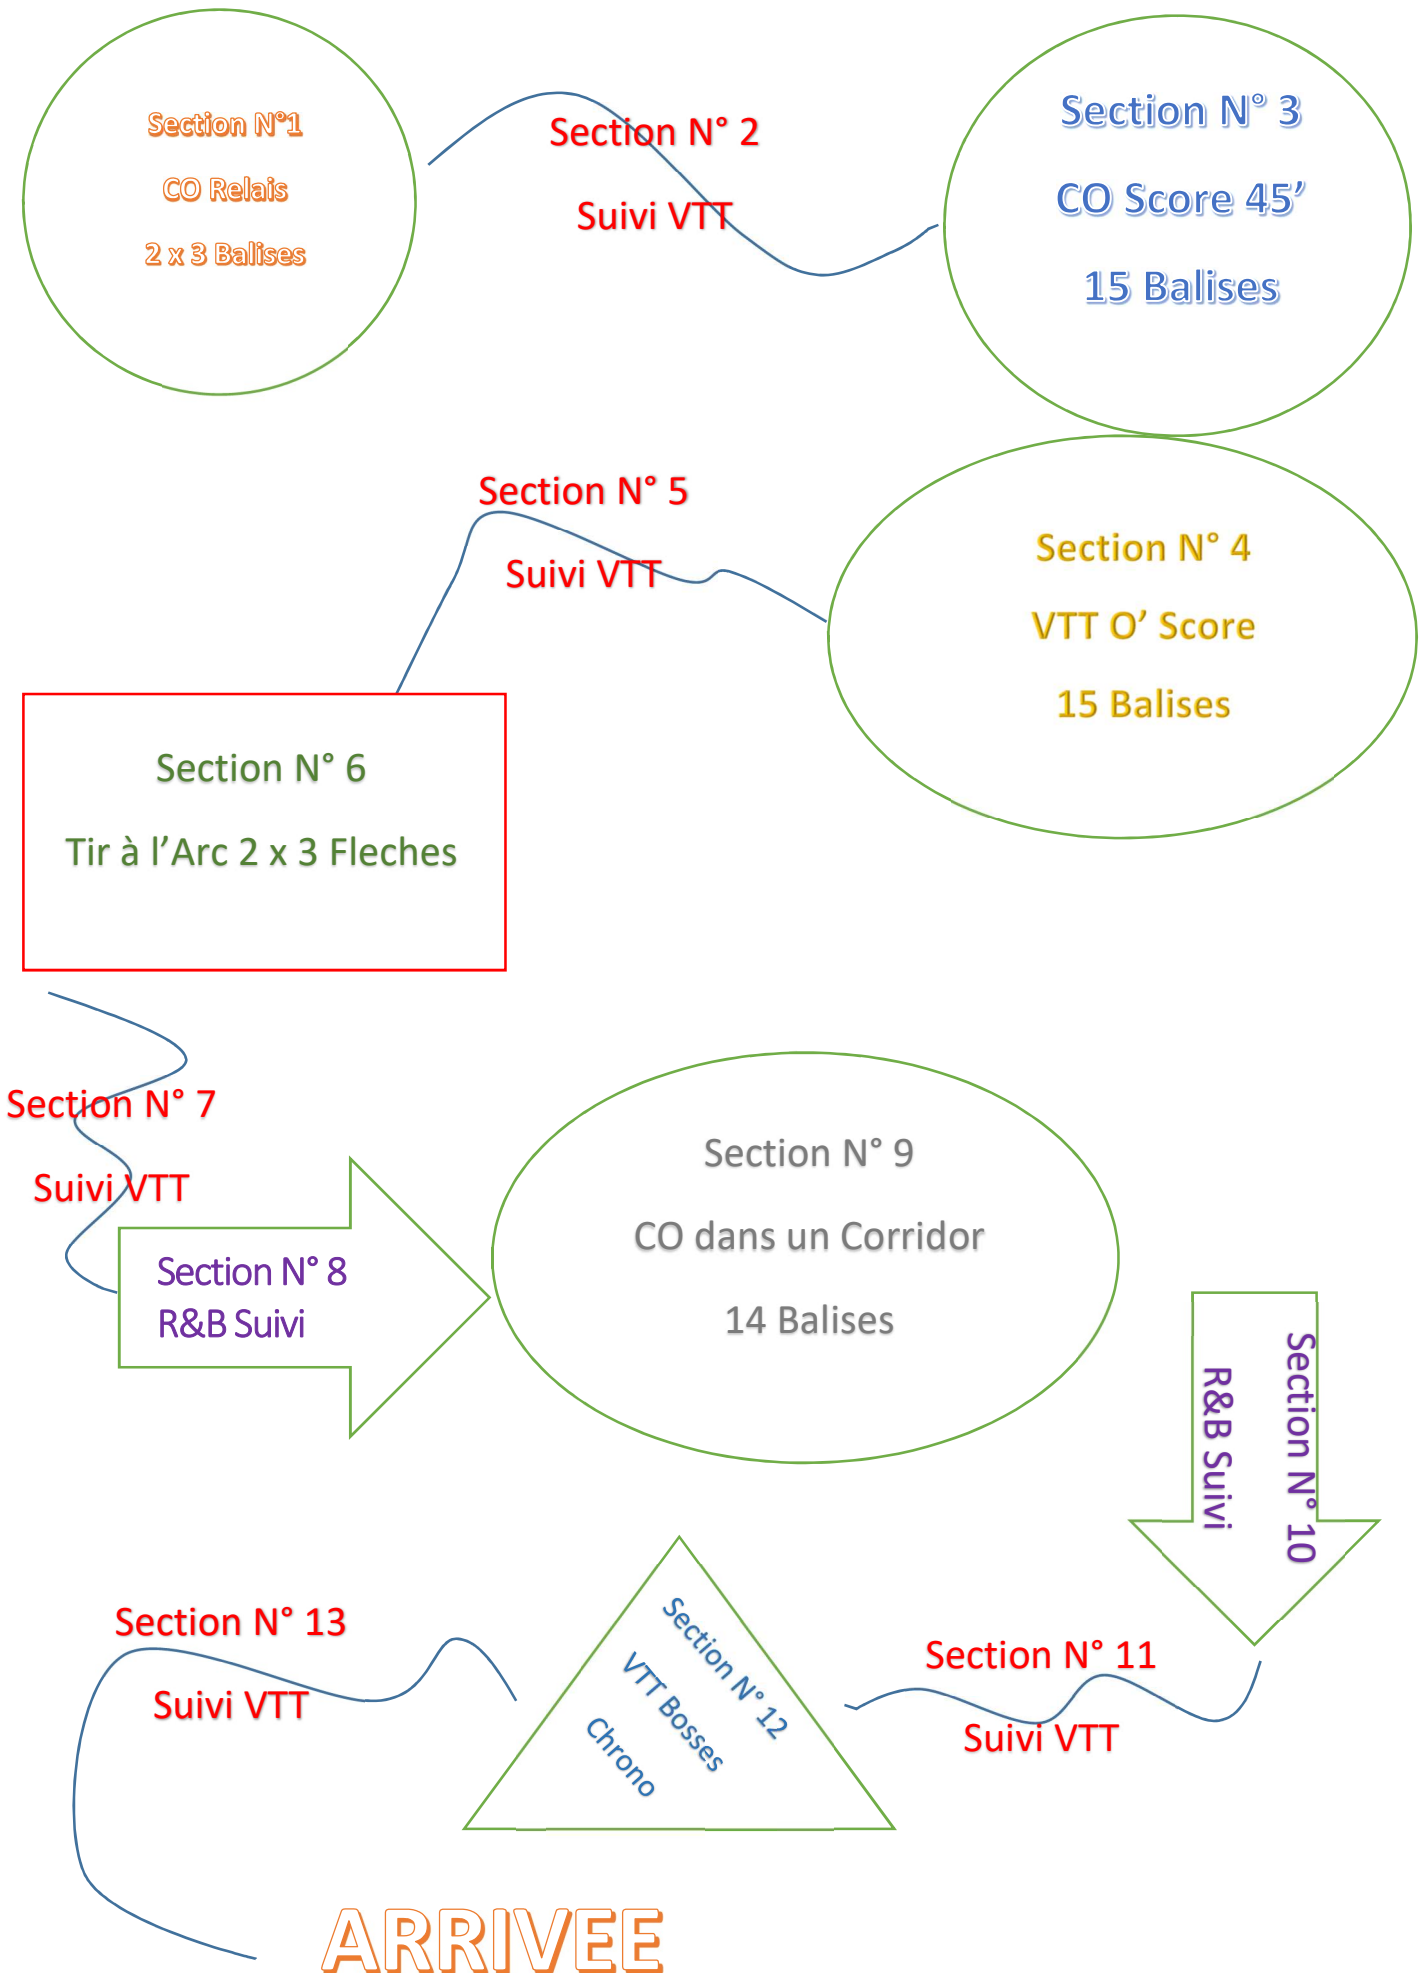 Section N°1
CO Relais
2 x 3 Balises
Section N° 2
Suivi VTT
Section N° 3
CO Score 45’
15 Balises
Section N° 4
VTT O’ Score
15 Balises
Section N° 5
Suivi VTT
Section N° 6
Tir à l’Arc 2 x 3 Fleches
Section N° 7
Suivi VTT
Section N° 8
R&B Suivi
Section N° 9
CO dans un Corridor
14 Balises
Section N° 10
R&B Suivi
Section N° 11
Suivi VTT
Section N° 12
VTT Bosses
Chrono
Section N° 13
Suivi VTT
ARRIVEE